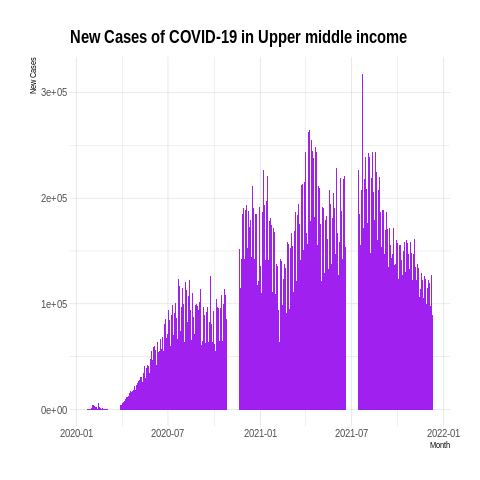 New Cases of COVID-19 in Upper middle income
New Cases
3e+05
2e+05
1e+05
0e+00
2020-01 2020-07 2021-01 2021-07 2022-01
Month